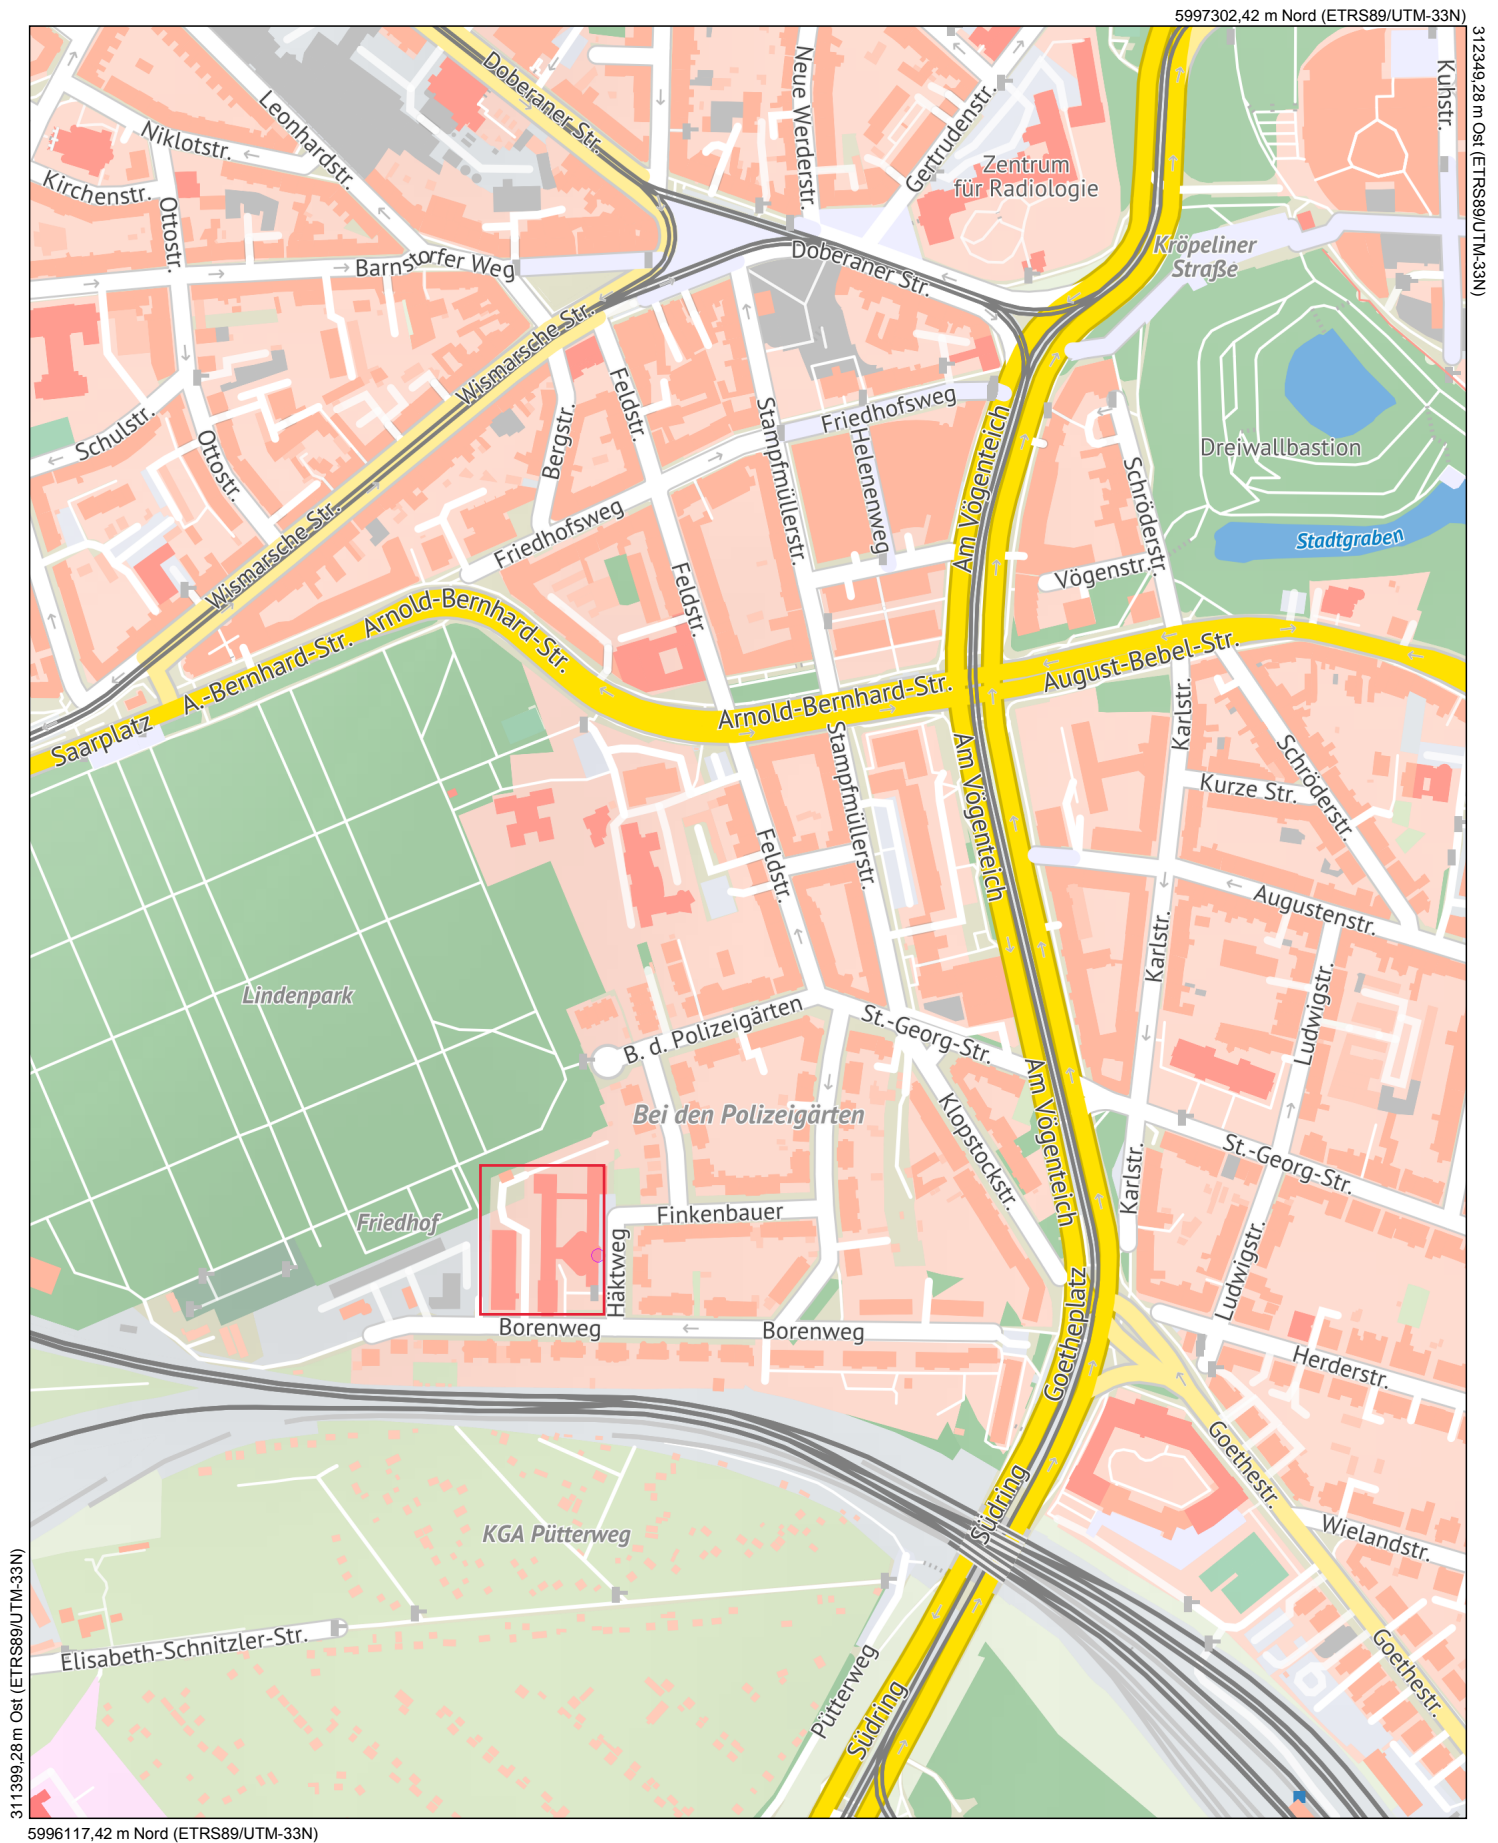 5997302,42 m Nord (ETRS89/UTM-33N)
312349,28 m Ost (ETRS89/UTM-33N)
Doberaner Str.
Neue Werderstr.
Kuhstr.
Leonhardstr.
Niklotstr.
Gertrudenstr.
Zentrum
für Radiologie
Kirchenstr.
Ottostr.
Kröpeliner
Straße
Barnstorfer Weg
Doberaner Str.
Wismarsche Str.
Feldstr.
Stampfmüllerstr.
Friedhofsweg
Schulstr.
Ottostr.
Bergstr.
Helenenweg
Am Vögenteich
Schröderstr.
Dreiwallbastion
Wismarsche Str.
Friedhofsweg
Stadtgraben
Vögenstr.
Feldstr.
Arnold-Bernhard-Str.
A.-Bernhard-Str.
August-Bebel-Str.
Saarplatz
Arnold-Bernhard-Str.
Karlstr.
Stampfmüllerstr.
Am Vögenteich
Kurze Str.
Schröderstr.
Feldstr.
Augustenstr.
Karlstr.
Lindenpark
Ludwigstr.
B. d. Polizeigärten
St.-Georg-Str.
Am Vögenteich
Bei den Polizeigärten
Klopstockstr.
St.-Georg-Str.
Karlstr.
Friedhof
Finkenbauer
Häktweg
Ludwigstr.
Borenweg
Borenweg
Goetheplatz
Herderstr.
Goethestr.
Südring
KGA Pütterweg
Wielandstr.
Elisabeth-Schnitzler-Str.
Pütterweg
Südring
Goethestr.
311399,28 m Ost (ETRS89/UTM-33N)
5996117,42 m Nord (ETRS89/UTM-33N)